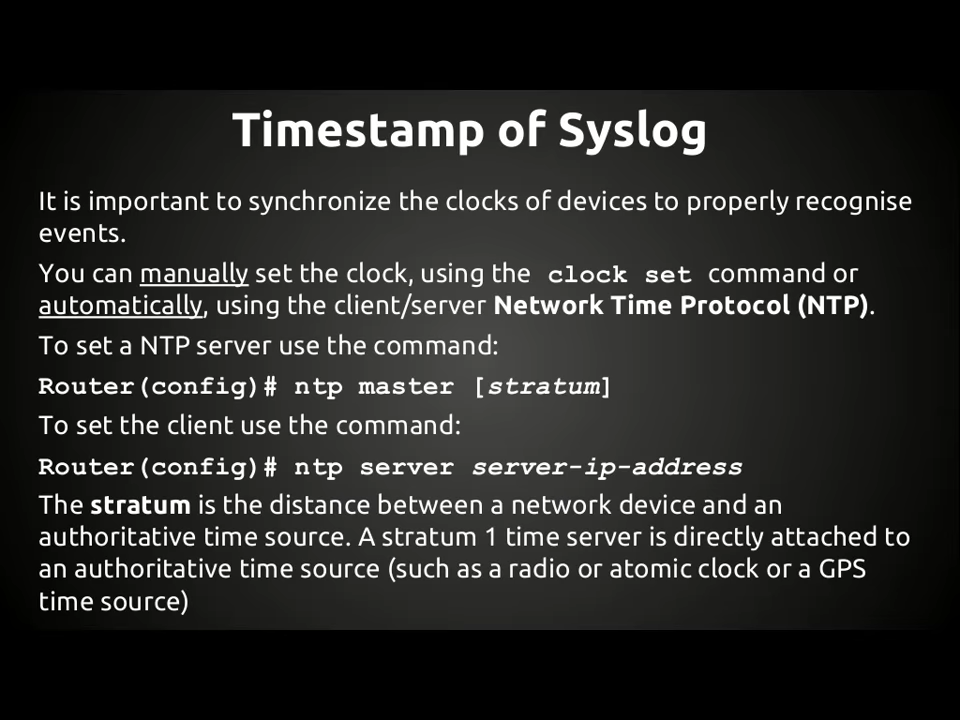 Timestamp of Syslog
It is important to synchronize the clocks of devices to properly recognise
events.
You can manually set the clock, using the clock set command or
automatically, using the client/server Network Time Protocol (NTP).
To set a NTP server use the command:
Router(config)# ntp master [stratum]
To set the client use the command:
Router(config)# ntp server server-ip-address
The stratum is the distance between a network device and an
authoritative time source. A stratum 1 time server is directly attached to
an authoritative time source (such as a radio or atomic clock or a GPS
time source)